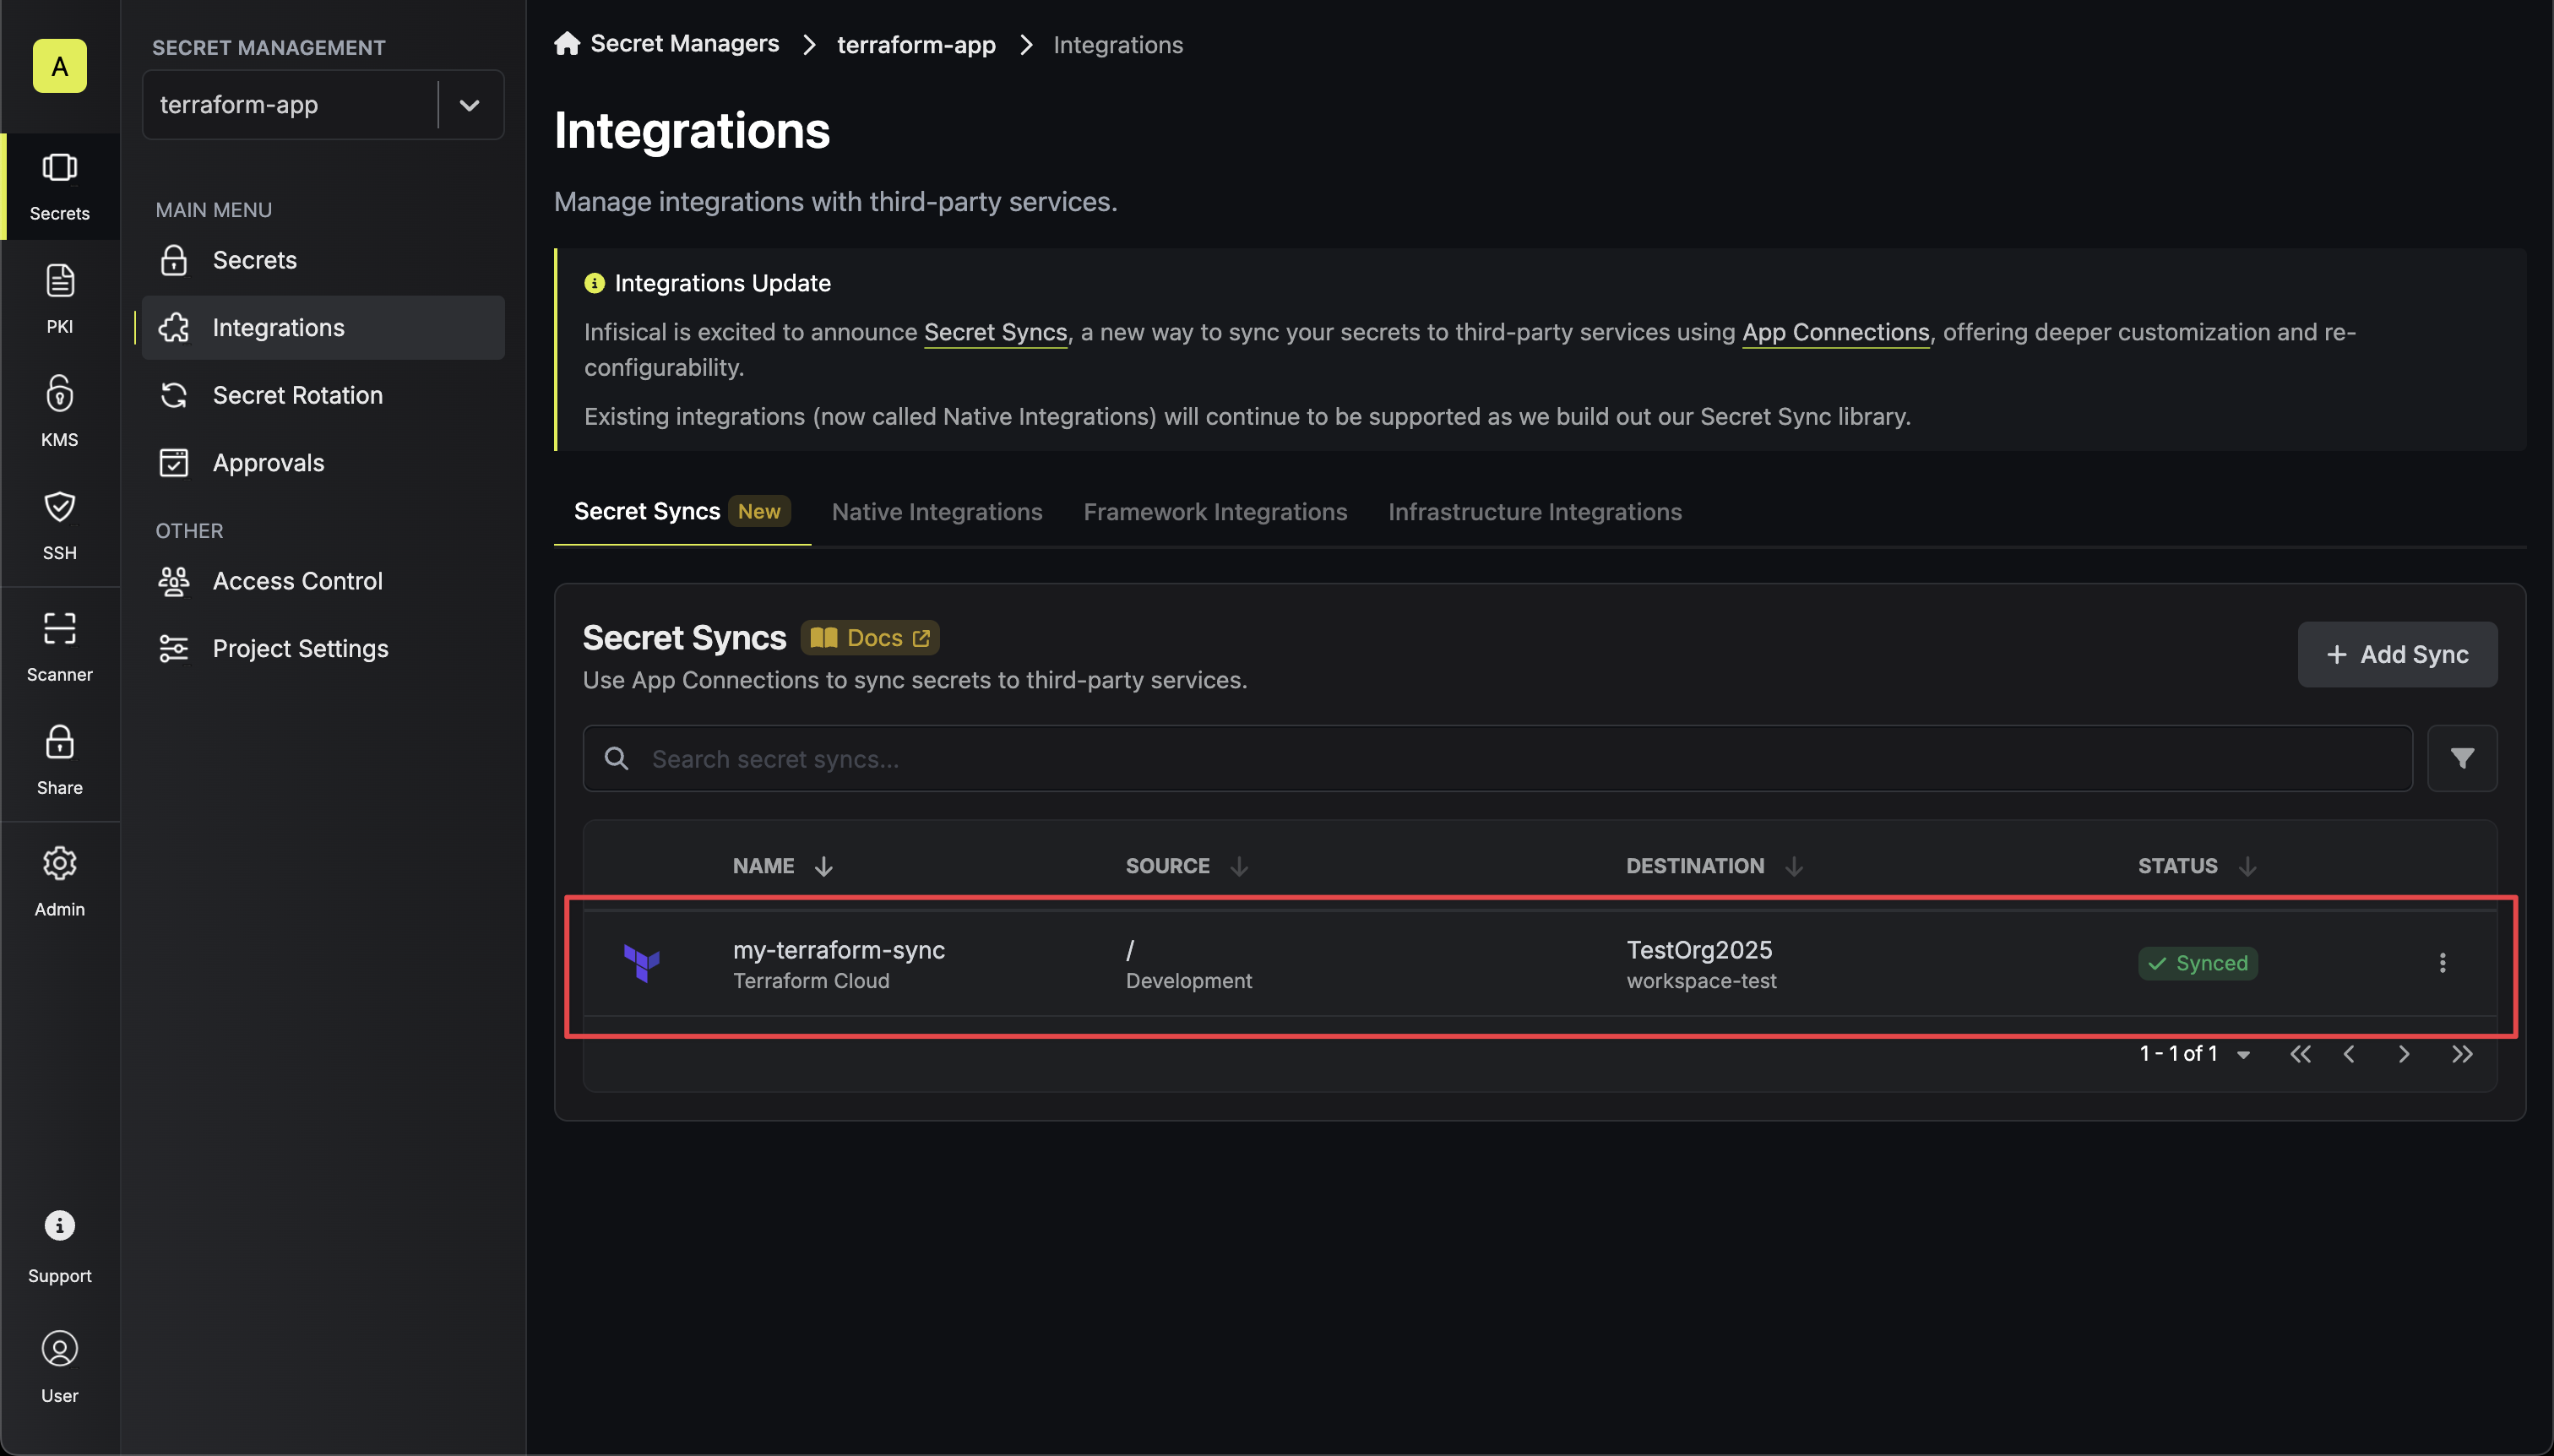 A
Secrets
PKI
KMS
SSH
Scanner
Share
Admin
Support
User
SECRET MANAGEMENT
terraform-app
MAIN MENU
Secrets
Integrations
Secret Rotation
Approvals
OTHER
Access Control
Project Settings
Secret Managers > terraform-app > Integrations
Integrations
Manage integrations with third-party services.
Integrations Update
Infisical is excited to announce Secret Syncs, a new way to sync your secrets to third-party services using App Connections, offering deeper customization and re-
configurability.
Existing integrations (now called Native Integrations) will continue to be supported as we build out our Secret Sync library.
Secret Syncs New Native Integrations Framework Integrations Infrastructure Integrations
Secret Syncs Docs
Use App Connections to sync secrets to third-party services.
+ Add Sync
Search secret syncs...
NAME SOURCE DESTINATION STATUS
my-terraform-sync / TestOrg2025 Synced
Terraform Cloud Development workspace-test
1 - 1 of 1